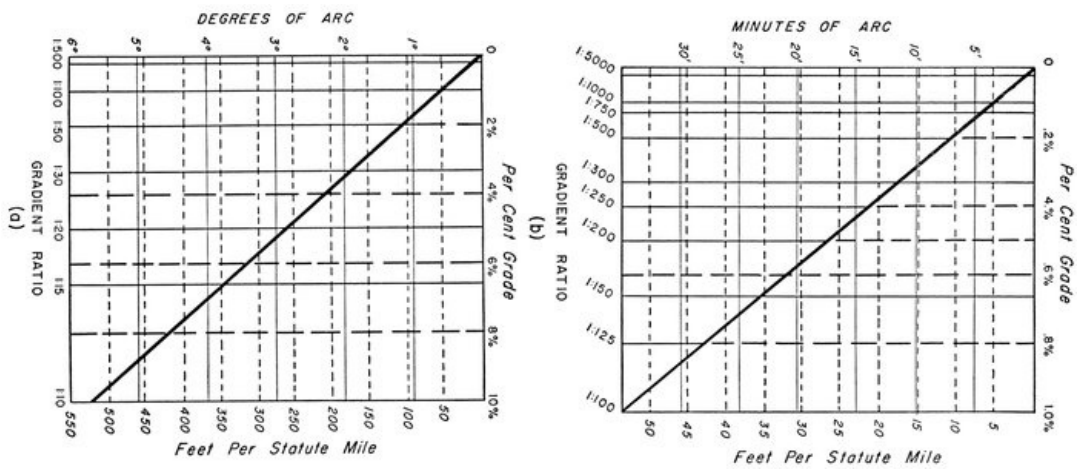 DEGREES OF ARC
6° 5° 4° 3° 2° 1° 0
1:500
1:100
1:50
1:30
1:20
1:15
1:10
GRADIENT RATIO
(a)
2%
4%
6%
8%
10%
Per Cent Grade
550 500 450 400 350 300 275 250 200 150 100 50
Feet Per Statute Mile
MINUTES OF ARC
30' 25' 20' 15' 10' 5' 0
1:5000
1:1000
1:750
1:500
1:300
1:250
1:200
1:150
1:125
1:100
GRADIENT RATIO
(b)
.2%
.4%
.6%
.8%
1.0%
Per Cent Grade
50 45 40 35 30 25 20 15 10 5
Feet Per Statute Mile